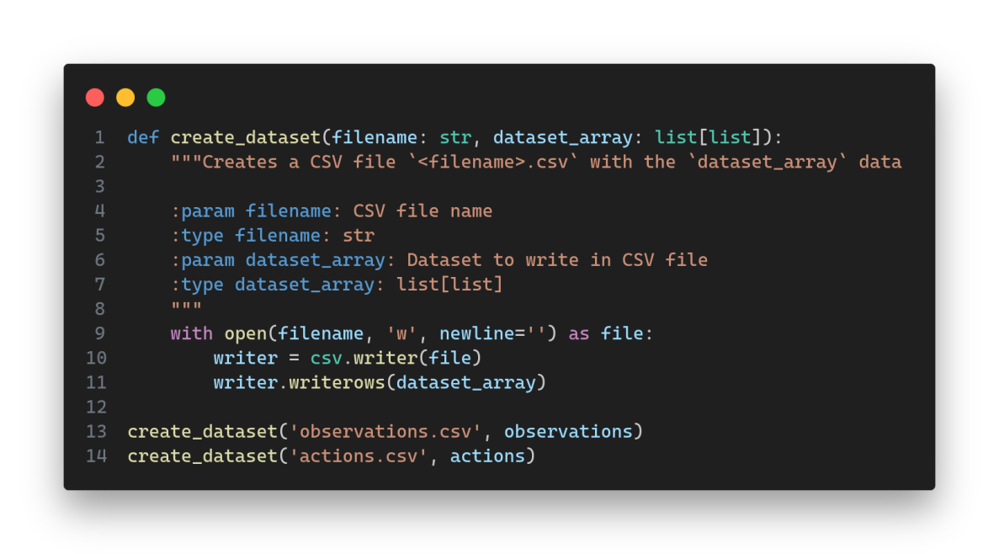 1 def create_dataset(filename: str, dataset_array: list[list]):
2     """Creates a CSV file `<filename>.csv` with the `dataset_array` data
3
4     :param filename: CSV file name
5     :type filename: str
6     :param dataset_array: Dataset to write in CSV file
7     :type dataset_array: list[list]
8     """
9     with open(filename, 'w', newline='') as file:
10         writer = csv.writer(file)
11         writer.writerows(dataset_array)
12
13 create_dataset('observations.csv', observations)
14 create_dataset('actions.csv', actions)